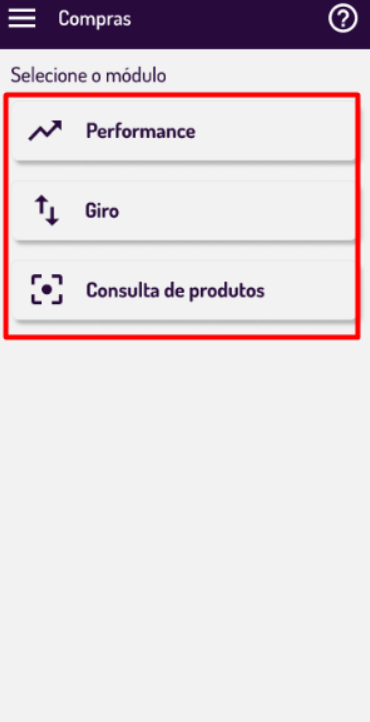 Compras
Selecione o módulo
Performance
Giro
Consulta de produtos